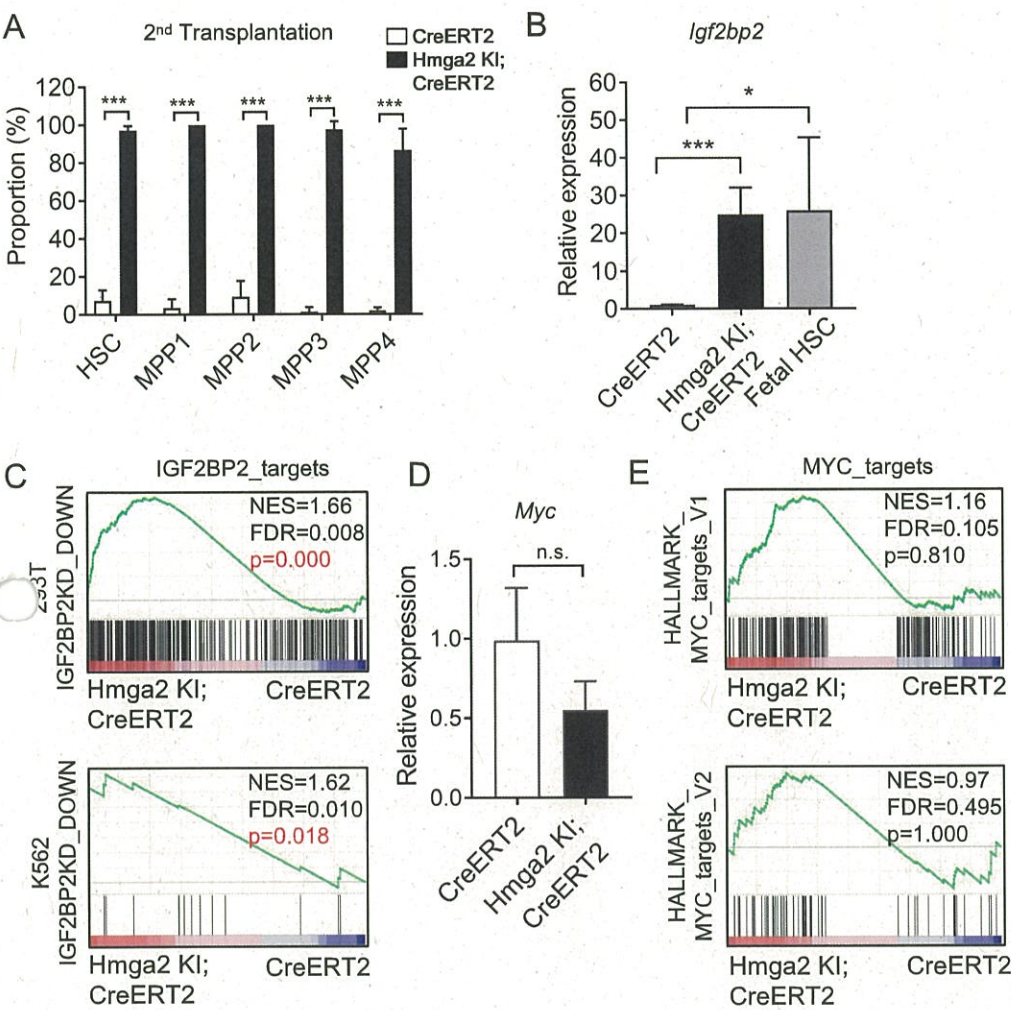 A
2nd Transplantation
CreERT2
Hmga2 KI;
CreERT2
Proportion (%)
120
100
80
60
40
20
0
***
***
***
***
***
HSC
MPP1
MPP2
MPP3
MPP4
B
Igf2bp2
Relative expression
60
50
40
30
20
10
0
*
***
CreERT2
Hmga2 KI;
CreERT2
Fetal HSC
C
IGF2BP2_targets
293T
IGF2BP2KD_DOWN
NES=1.66
FDR=0.008
p=0.000
Hmga2 KI;
CreERT2
CreERT2
K562
IGF2BP2KD_DOWN
NES=1.62
FDR=0.010
p=0.018
Hmga2 KI;
CreERT2
CreERT2
D
Myc
Relative expression
1.5
1.0
0.5
0.0
n.s.
CreERT2
Hmga2 KI;
CreERT2
E
MYC_targets
HALLMARK_
MYC_targets_V1
NES=1.16
FDR=0.105
p=0.810
Hmga2 KI;
CreERT2
CreERT2
HALLMARK_
MYC_targets_V2
NES=0.97
FDR=0.495
p=1.000
Hmga2 KI;
CreERT2
CreERT2